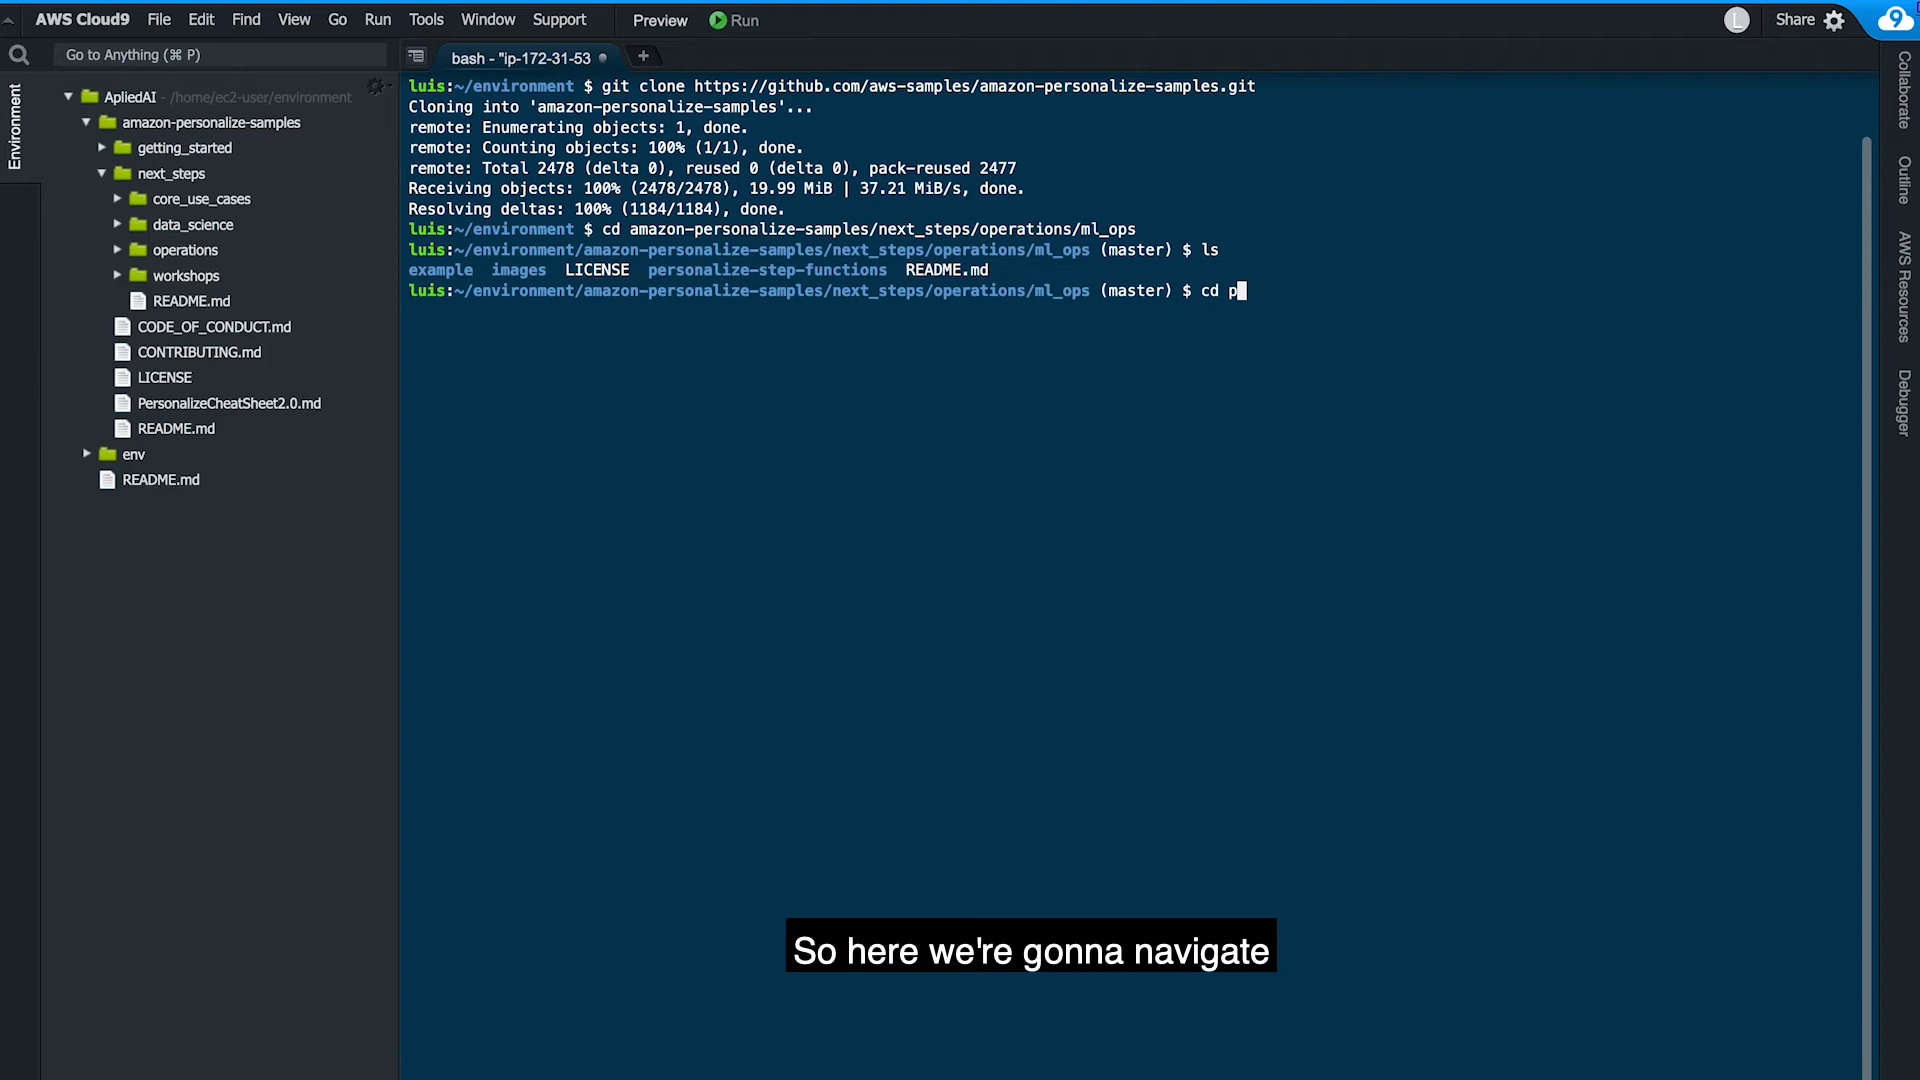 AWS Cloud9 File Edit Find View Go Run Tools Window Support Preview Run L Share 9
Go to Anything (⌘ P)
bash - "ip-172-31-53
+
Environment
ApliedAI - /home/ec2-user/environment
amazon-personalize-samples
getting_started
next_steps
core_use_cases
data_science
operations
workshops
README.md
CODE_OF_CONDUCT.md
CONTRIBUTING.md
LICENSE
PersonalizeCheatSheet2.0.md
README.md
env
README.md
luis:~/environment $ git clone https://github.com/aws-samples/amazon-personalize-samples.git
Cloning into 'amazon-personalize-samples'...
remote: Enumerating objects: 1, done.
remote: Counting objects: 100% (1/1), done.
remote: Total 2478 (delta 0), reused 0 (delta 0), pack-reused 2477
Receiving objects: 100% (2478/2478), 19.99 MiB | 37.21 MiB/s, done.
Resolving deltas: 100% (1184/1184), done.
luis:~/environment $ cd amazon-personalize-samples/next_steps/operations/ml_ops
luis:~/environment/amazon-personalize-samples/next_steps/operations/ml_ops (master) $ ls
example images LICENSE personalize-step-functions README.md
luis:~/environment/amazon-personalize-samples/next_steps/operations/ml_ops (master) $ cd p
Collaborate
Outline
AWS Resources
Debugger
So here we're gonna navigate